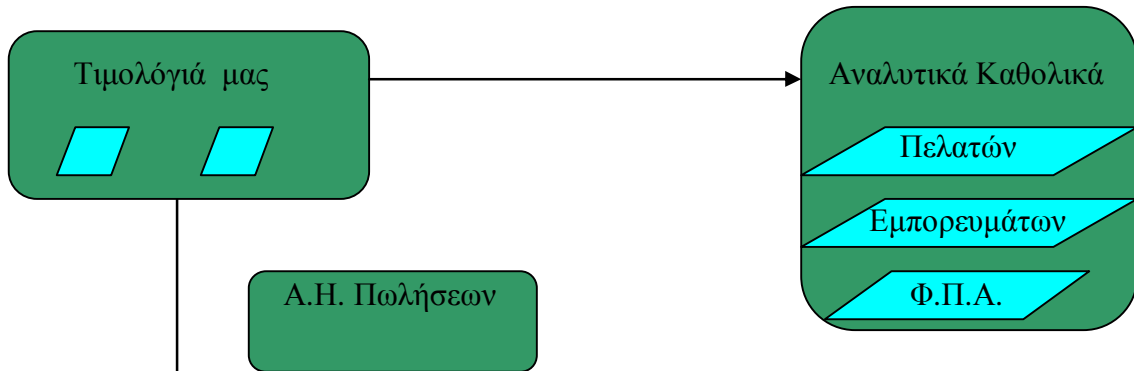 Τιμολόγιά μας
Αναλυτικά Καθολικά
Πελατών
Εμπορευμάτων
Α.Η. Πωλήσεων
Φ.Π.Α.